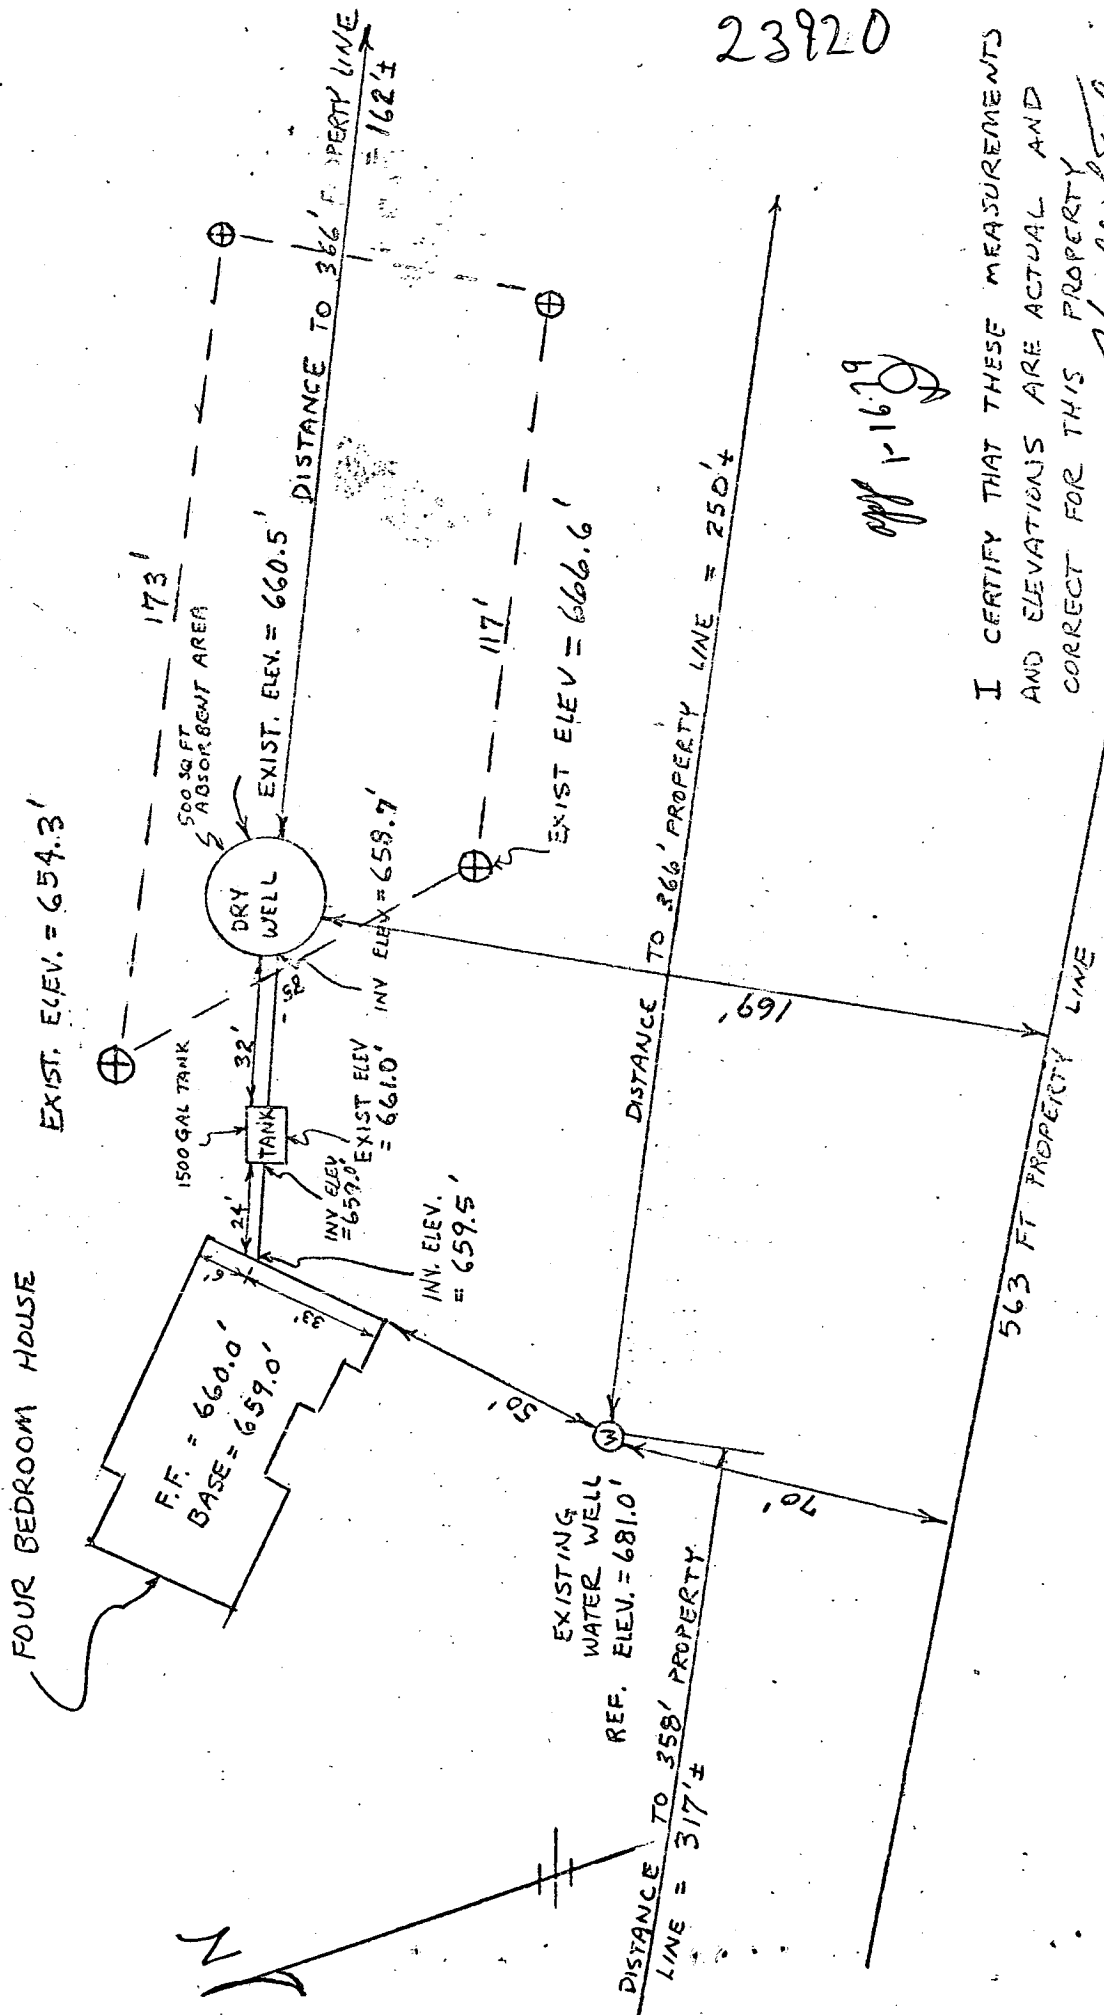 23920
FOUR BEDROOM HOUSE
F.F. = 660.0'
BASE = 659.0'
6'
33'
24'
1500 GAL TANK
TANK
32'
EXIST. ELEV. = 654.3'
173'
500 SQ FT
ABSORBENT AREA
DRY
WELL
EXIST. ELEV. = 660.5'
DISTANCE TO 366' PROPERTY LINE
= 162'±
INV ELEV = 658.7'
EXIST ELEV
= 661.0'
INV ELEV
= 659.0'
INV. ELEV.
= 659.5'
117'
EXIST ELEV = 666.6'
50'
W
EXISTING
WATER WELL
REF. ELEV. = 681.0'
70'
169'
DISTANCE TO 366' PROPERTY LINE = 250'±
N
DISTANCE TO 358' PROPERTY
LINE = 317'±
563 FT PROPERTY LINE
I CERTIFY THAT THESE MEASUREMENTS
AND ELEVATIONS ARE ACTUAL AND
CORRECT FOR THIS PROPERTY